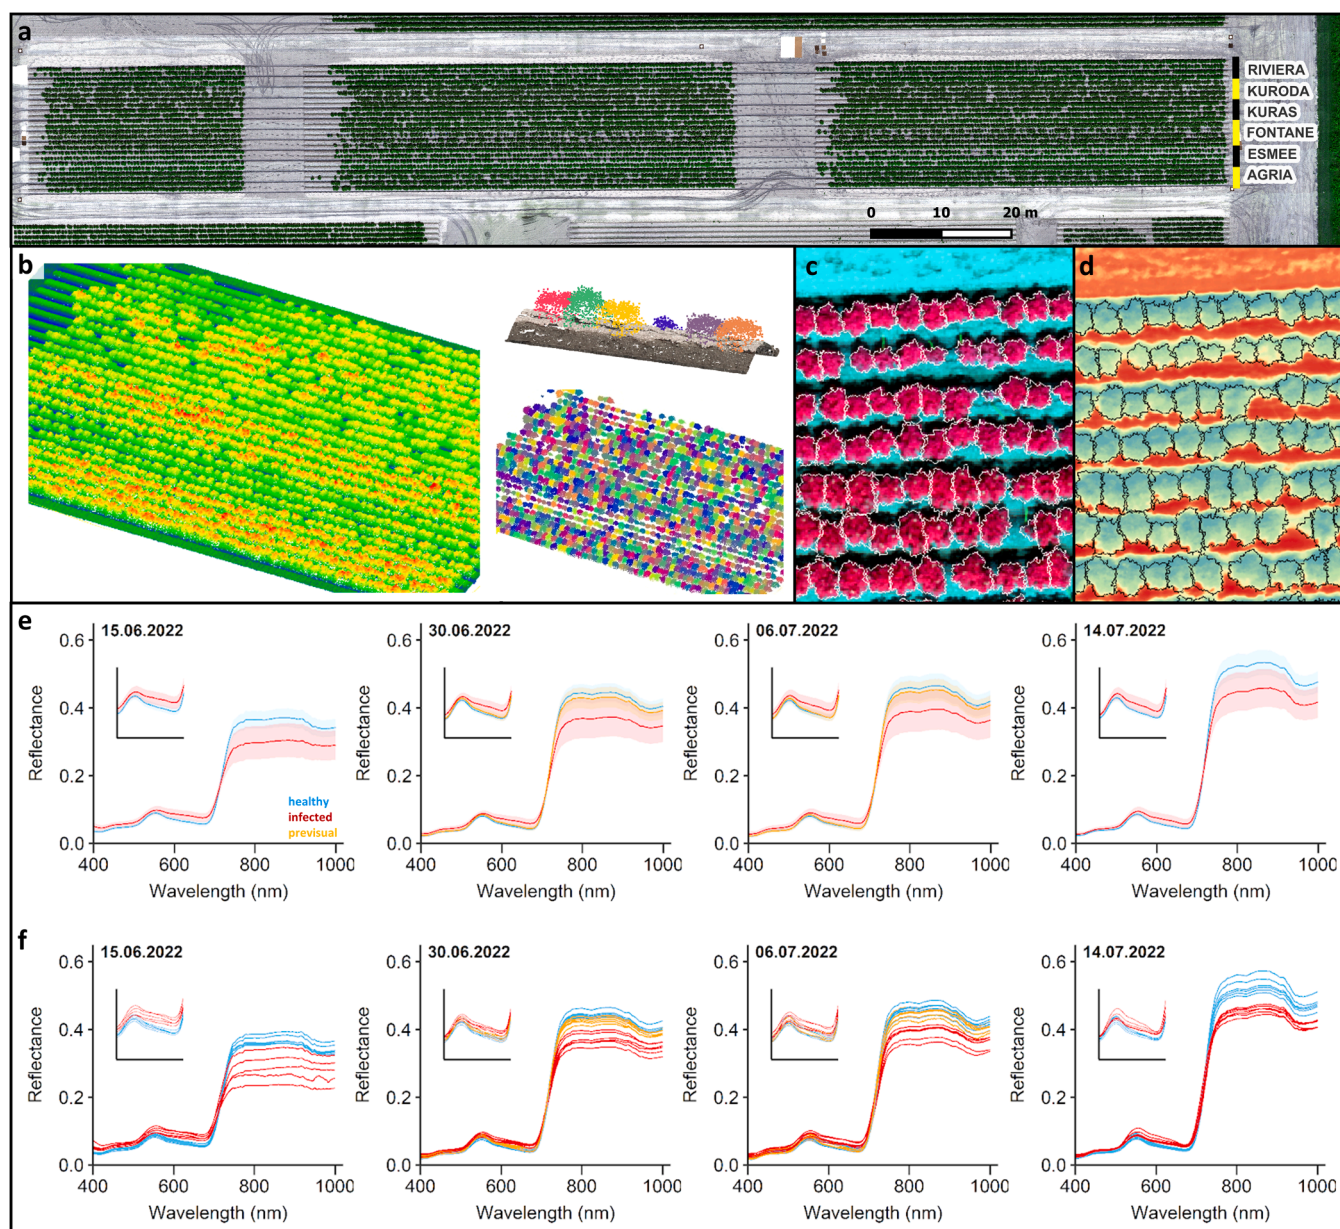 a
RIVIERA
KURODA
KURAS
FONTANE
ESMEE
AGRIA
0 10 20 m
b
c
d
e
15.06.2022 30.06.2022 06.07.2022 14.07.2022
0.6 0.6 0.6 0.6
0.4 0.4 0.4 0.4
0.2 0.2 0.2 0.2
0.0 0.0 0.0 0.0
Reflectance Reflectance Reflectance Reflectance
healthy
infected
previsual
400 600 800 1000 400 600 800 1000 400 600 800 1000 400 600 800 1000
Wavelength (nm) Wavelength (nm) Wavelength (nm) Wavelength (nm)
f
15.06.2022 30.06.2022 06.07.2022 14.07.2022
0.6 0.6 0.6 0.6
0.4 0.4 0.4 0.4
0.2 0.2 0.2 0.2
0.0 0.0 0.0 0.0
Reflectance Reflectance Reflectance Reflectance
400 600 800 1000 400 600 800 1000 400 600 800 1000 400 600 800 1000
Wavelength (nm) Wavelength (nm) Wavelength (nm) Wavelength (nm)